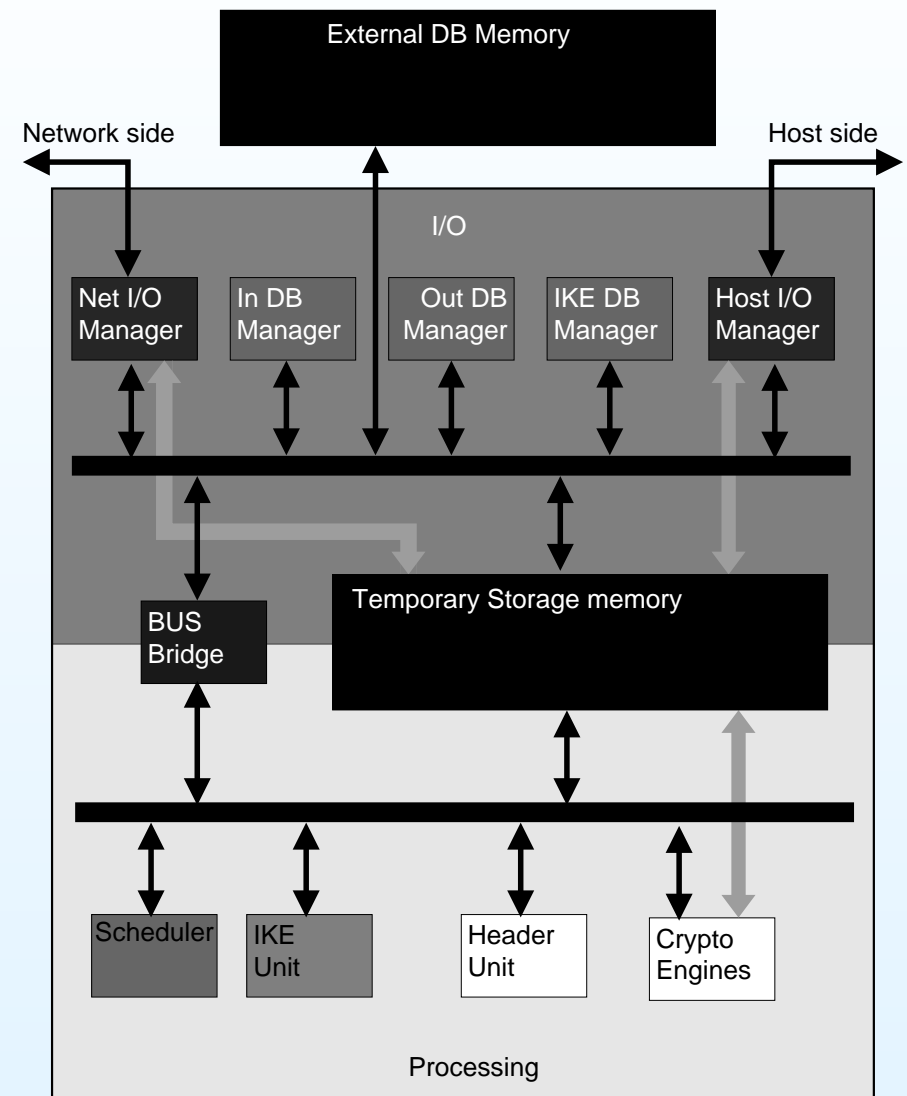 External DB Memory
Network side
Host side
I/O
Net I/O
Manager
In DB
Manager
Out DB
Manager
IKE DB
Manager
Host I/O
Manager
Temporary Storage memory
BUS
Bridge
Scheduler
IKE
Unit
Header
Unit
Crypto
Engines
Processing